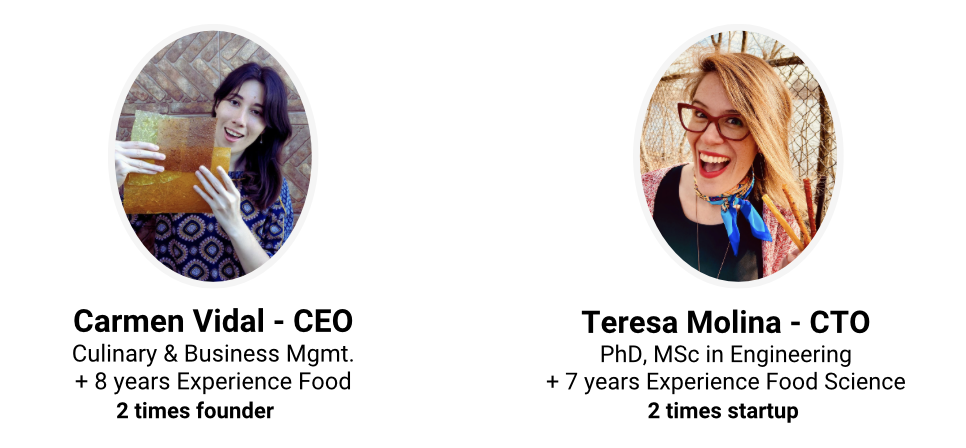 Carmen Vidal - CEO
Culinary & Business Mgmt.
+ 8 years Experience Food
2 times founder
Teresa Molina - CTO
PhD, MSc in Engineering
+ 7 years Experience Food Science
2 times startup